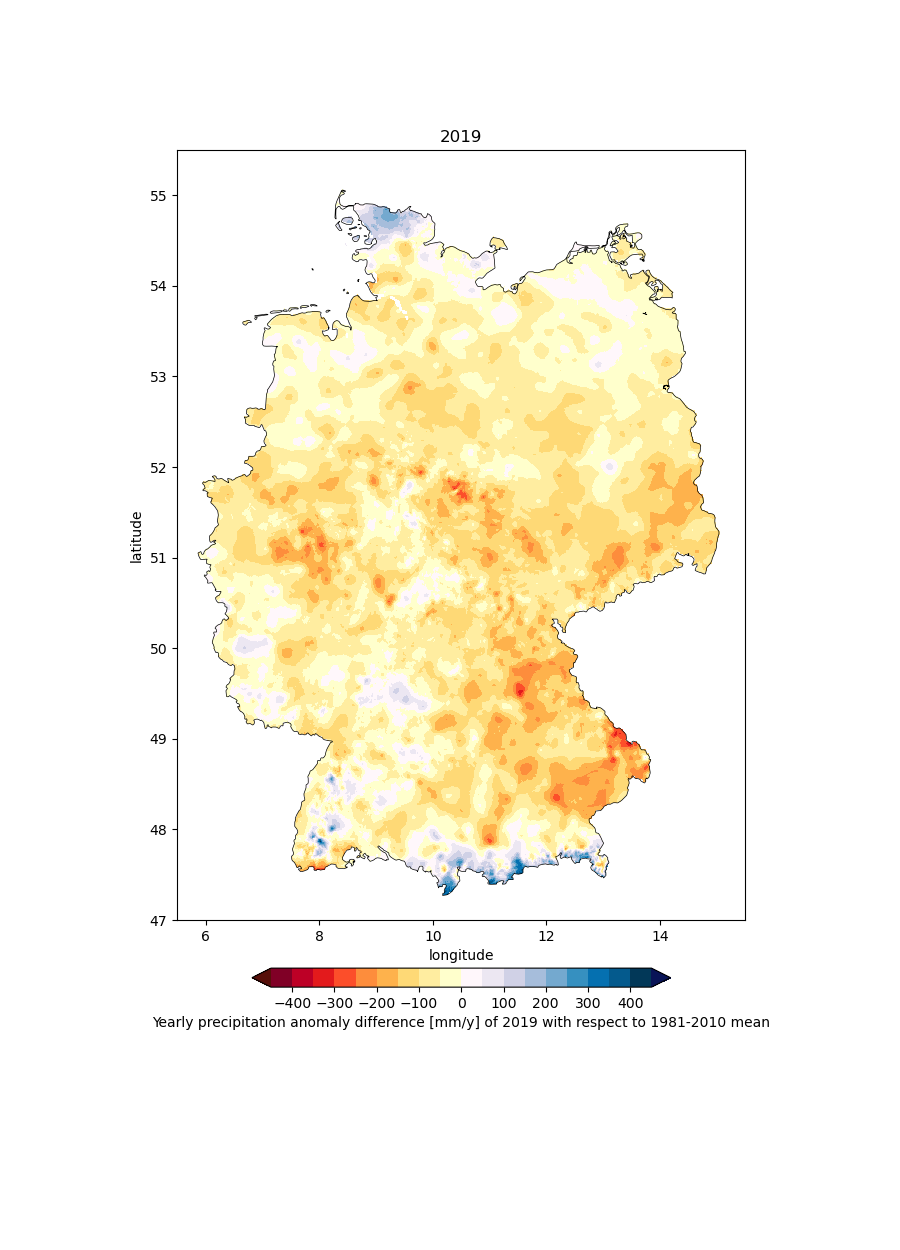 2019
55
54
53
52
51
50
49
48
47
latitude
6 8 10 12 14
longitude
−400 −300 −200 −100 0 100 200 300 400
Yearly precipitation anomaly difference [mm/y] of 2019 with respect to 1981-2010 mean